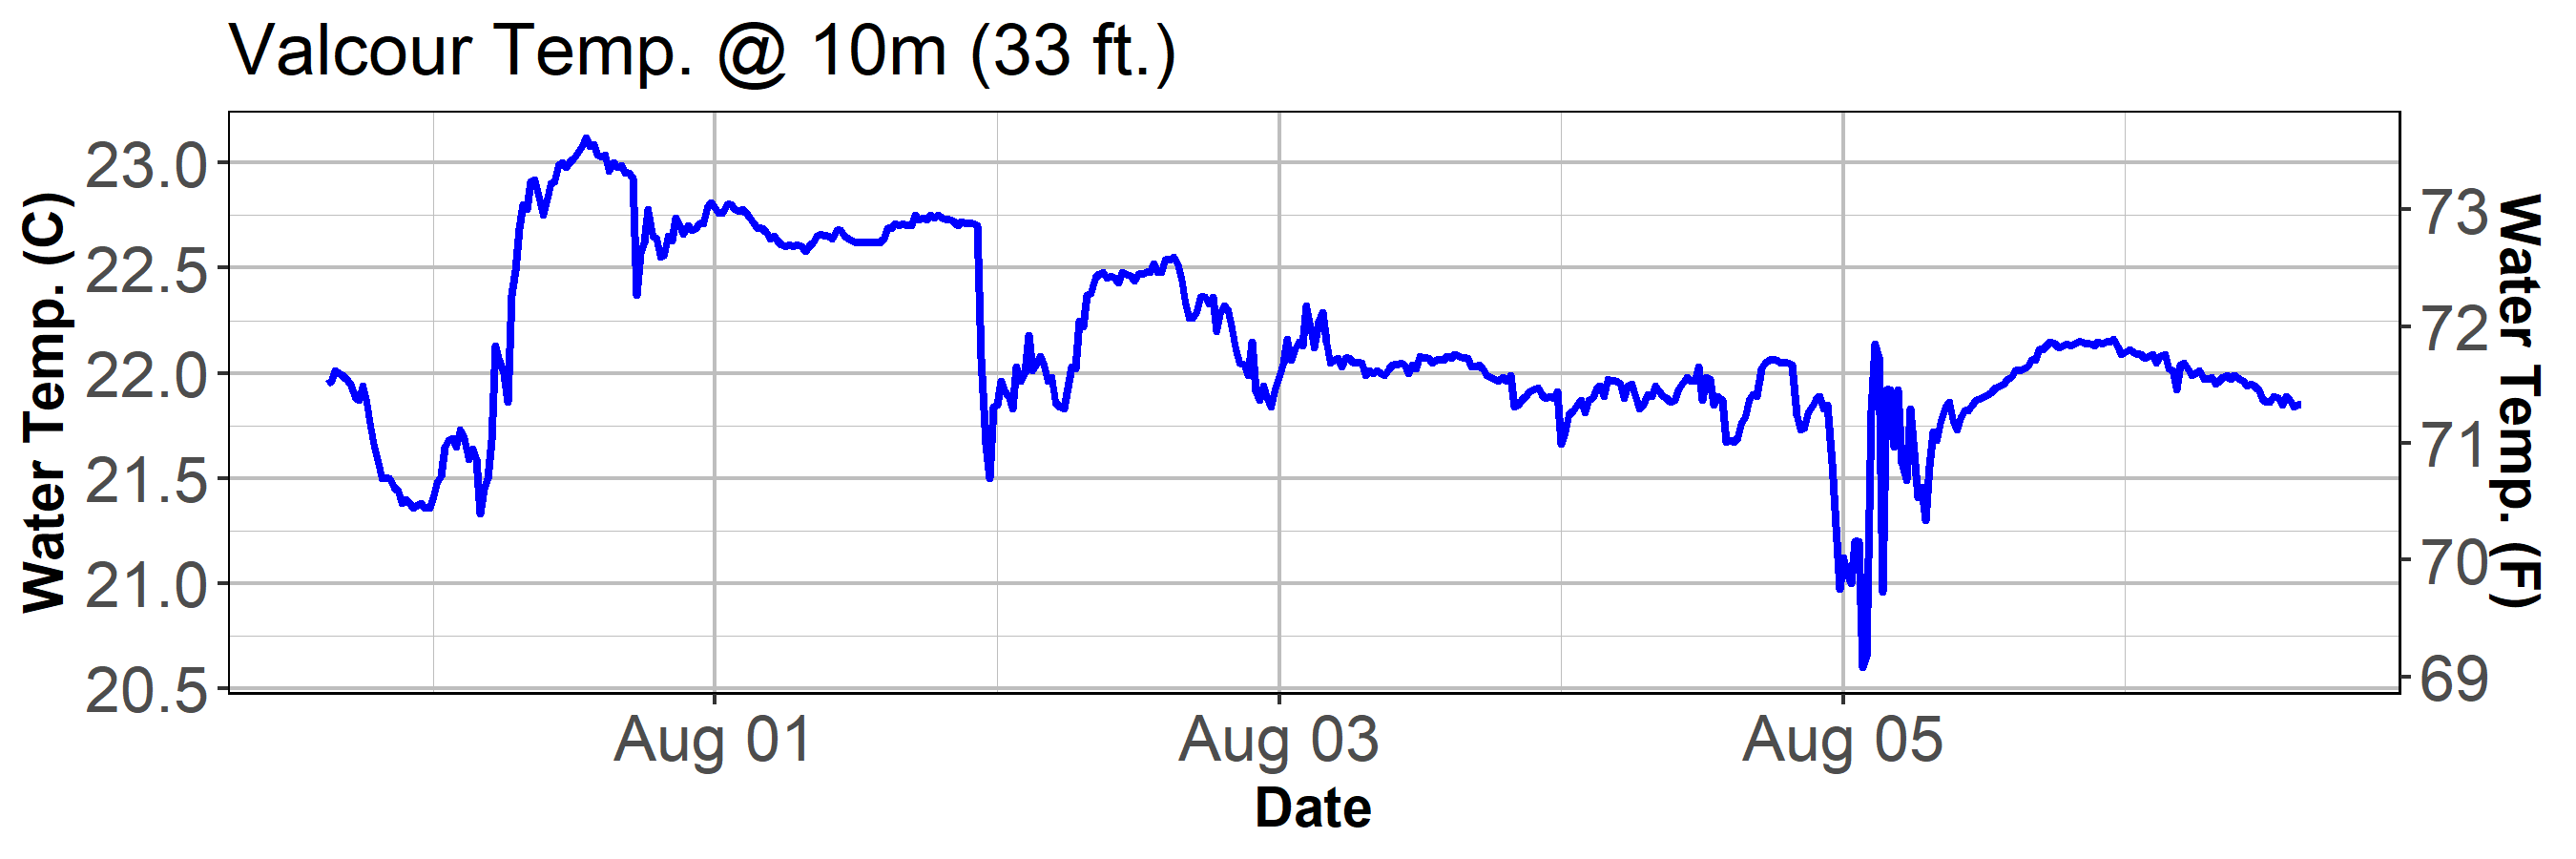 Valcour Temp. @ 10m (33 ft.)
Water Temp. (C)
23.0
22.5
22.0
21.5
21.0
20.5
73
72
71
70
69
Water Temp. (F)
Aug 01
Aug 03
Aug 05
Date